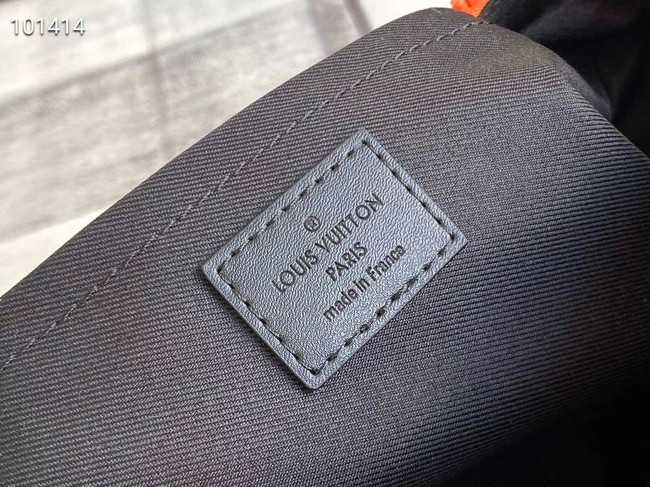 101414
®
LOUIS VUITTON
PARIS
made in France